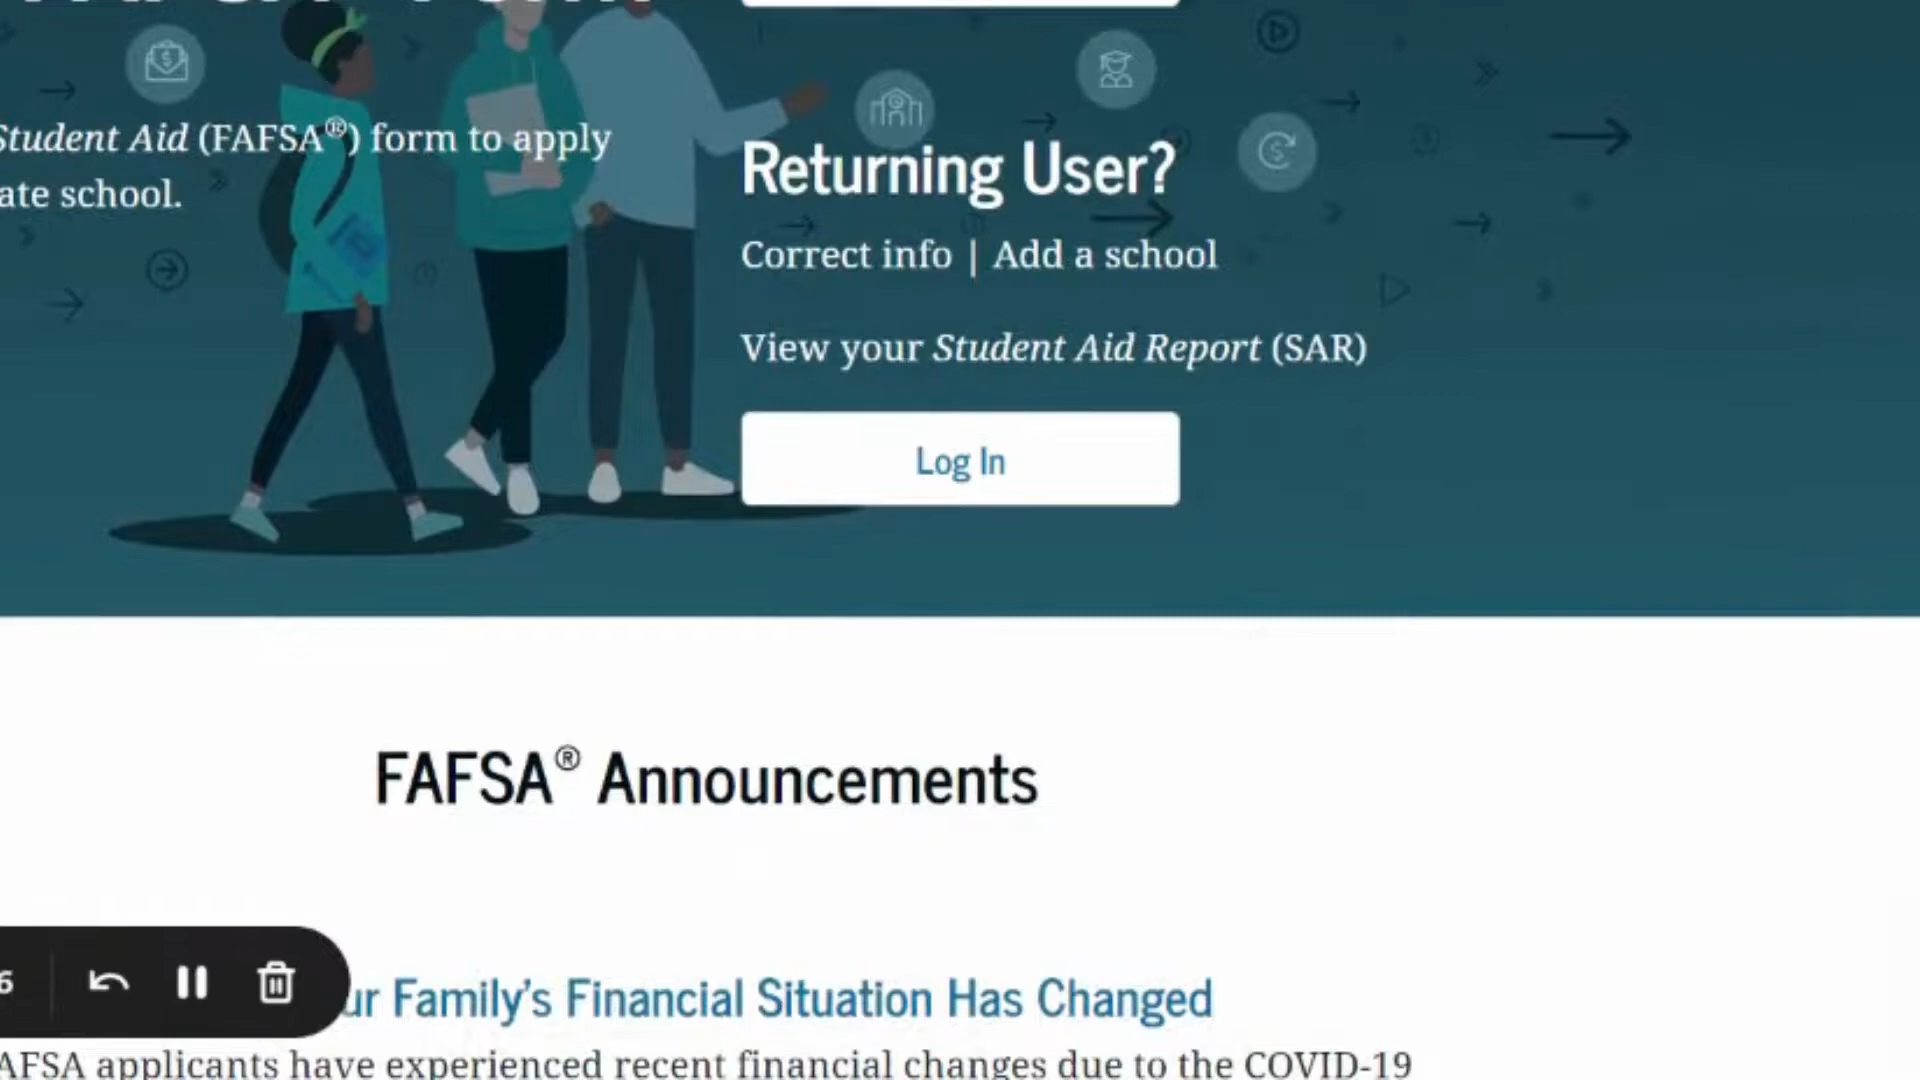 Student Aid (FAFSA®) form to apply
ate school.
Returning User?
Correct info | Add a school
View your Student Aid Report (SAR)
Log In
FAFSA® Announcements
6
ur Family's Financial Situation Has Changed
AFSA applicants have experienced recent financial changes due to the COVID-19